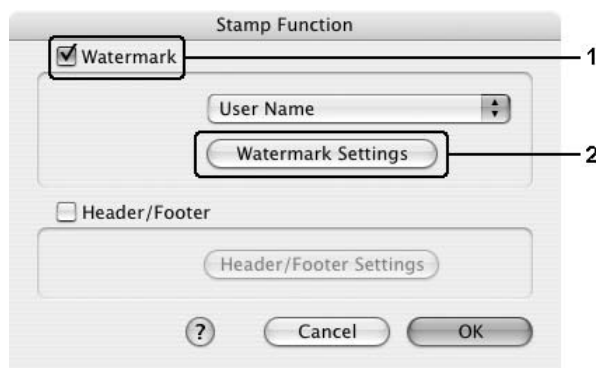 Stamp Function
Watermark
1
User Name
Watermark Settings
2
Header/Footer
Header/Footer Settings
? Cancel OK